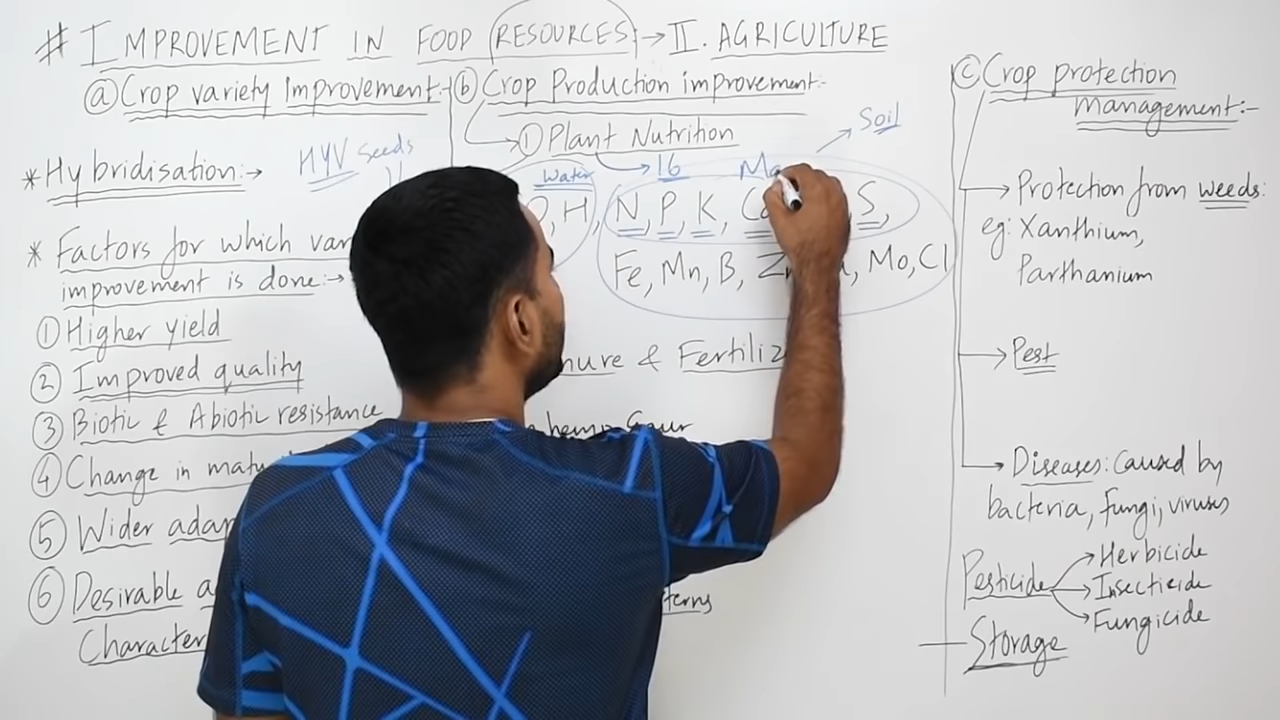 # IMPROVEMENT IN FOOD RESOURCES → II. AGRICULTURE
(a) Crop variety Improvement:-
HYV seeds
* Hybridisation:→
* Factors for which var
improvement is done:→
① Higher yield
② Improved quality
③ Biotic & Abiotic resistance
④ Change in matu
⑤ Wider adap
⑥ Desirable a
Character
(b) Crop Production improvement:-
① Plant Nutrition
→ Soil
Water → 16
O, H, N, P, K, S,
Fe, Mn, B, Zn, Mo, Cl
nure & Fertiliz
hemp, Guar
terns
(c) Crop protection
management:-
→ Protection from weeds:
eg: Xanthium,
Parthanium
→ Pest
→ Diseases: caused by
bacteria, fungi, viruses
Pesticide → Herbicide
→ Insecticide
→ Fungicide
Storage